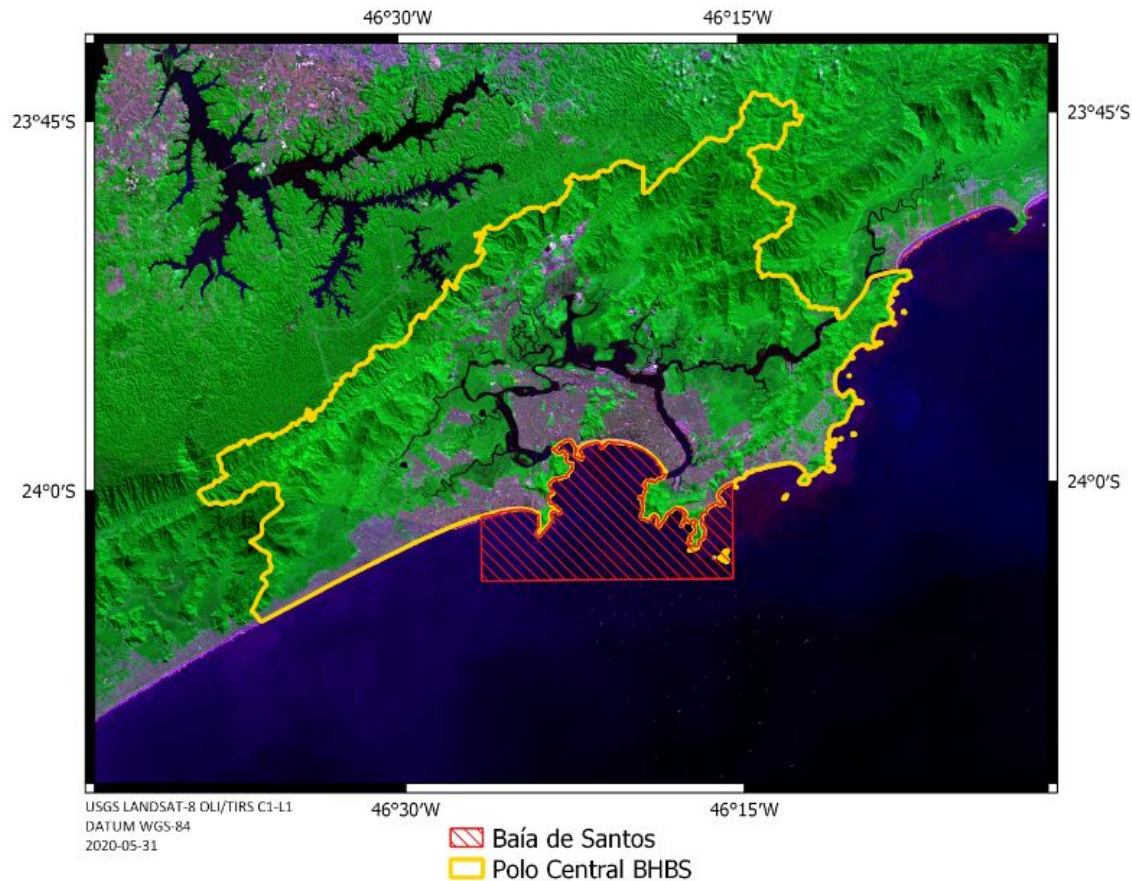 46°30'W 46°15'W
23°45'S 23°45'S
24°0'S 24°0'S
46°30'W 46°15'W
USGS LANDSAT-8 OLI/TIRS C1-L1
DATUM WGS-84
2020-05-31
Baía de Santos
Polo Central BHBS